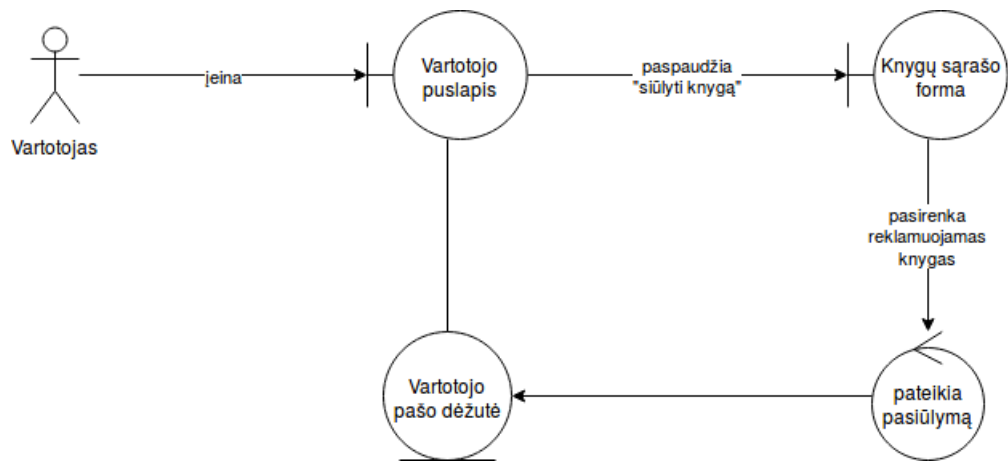 Vartotojas
įeina
Vartotojo
puslapis
paspaudžia
"siūlyti knygą"
Knygų sąrašo
forma
pasirenka
reklamuojamas
knygas
pateikia
pasiūlymą
Vartotojo
pašo dėžutė